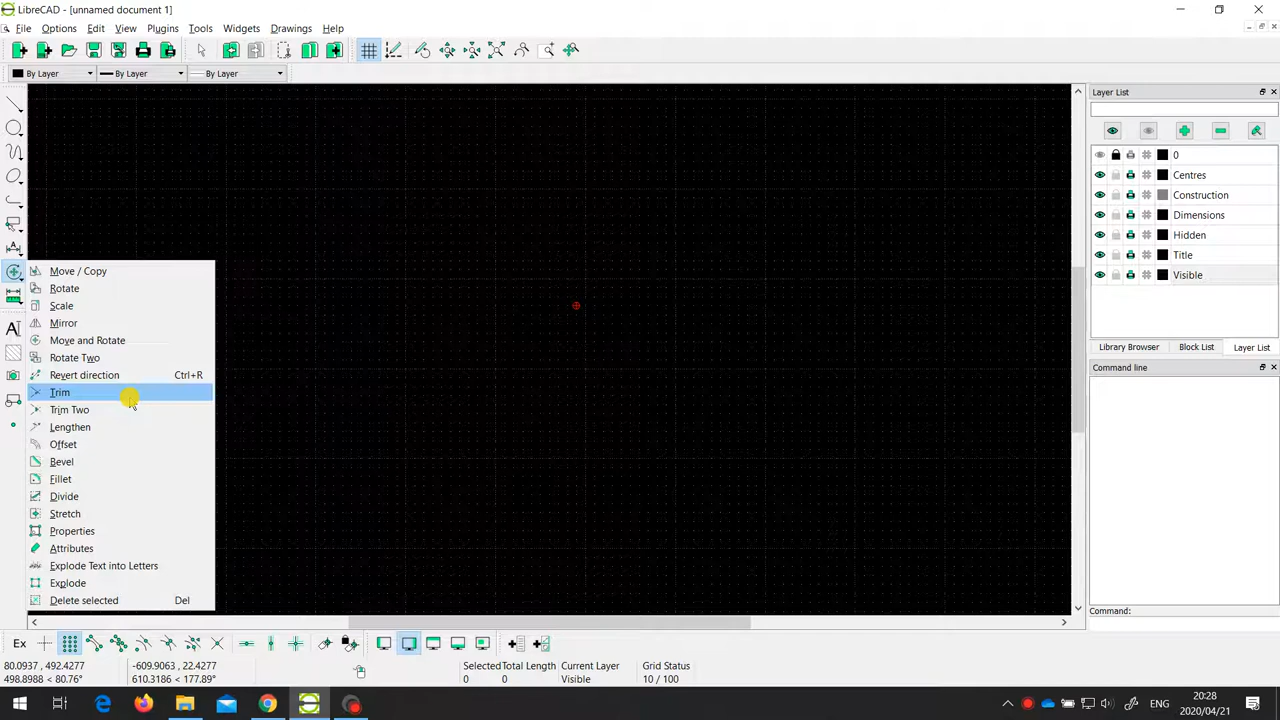 LibreCAD - [unnamed document 1]
File Options Edit View Plugins Tools Widgets Drawings Help
By Layer By Layer By Layer
Layer List
0
Centres
Construction
Dimensions
Hidden
Title
Visible
Move / Copy
Rotate
Scale
Mirror
Move and Rotate
Rotate Two
Revert direction Ctrl+R
Trim
Trim Two
Lengthen
Offset
Bevel
Fillet
Divide
Stretch
Properties
Attributes
Explode Text into Letters
Explode
Delete selected Del
Library Browser Block List Layer List
Command line
Command:
Ex
80.0937 , 492.4277 -609.9063 , 22.4277 Selected Total Length Current Layer Grid Status
498.8988 < 80.76° 610.3186 < 177.89° 0 0 Visible 10 / 100
ENG 20:28
2020/04/21